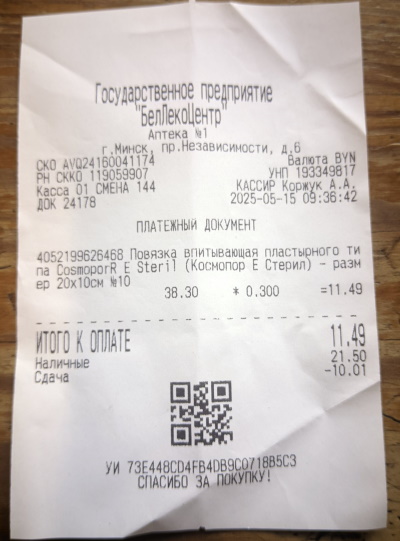 Государственное предприятие
"БелЛекоЦентр"
Аптека №1
г.Минск, пр.Независимости, д.6
СКО AVQ24160041174 Валюта BYN
РН СККО 119059907 УНП 193349817
Касса 01 СМЕНА 144 КАССИР Коржук А.А.
ДОК 24178 2025-05-15 09:36:42
ПЛАТЕЖНЫЙ ДОКУМЕНТ
4052199626468 Повязка впитывающая пластырного ти
па CosmoporR E Steril (Космопор Е Стерил) - разм
ер 20x10см №10
38.30 * 0.300 =11.49
ИТОГО К ОПЛАТЕ 11.49
Наличные 21.50
Сдача -10.01
УИ 73E448CD4FB4DB9C0718B5C3
СПАСИБО ЗА ПОКУПКУ!